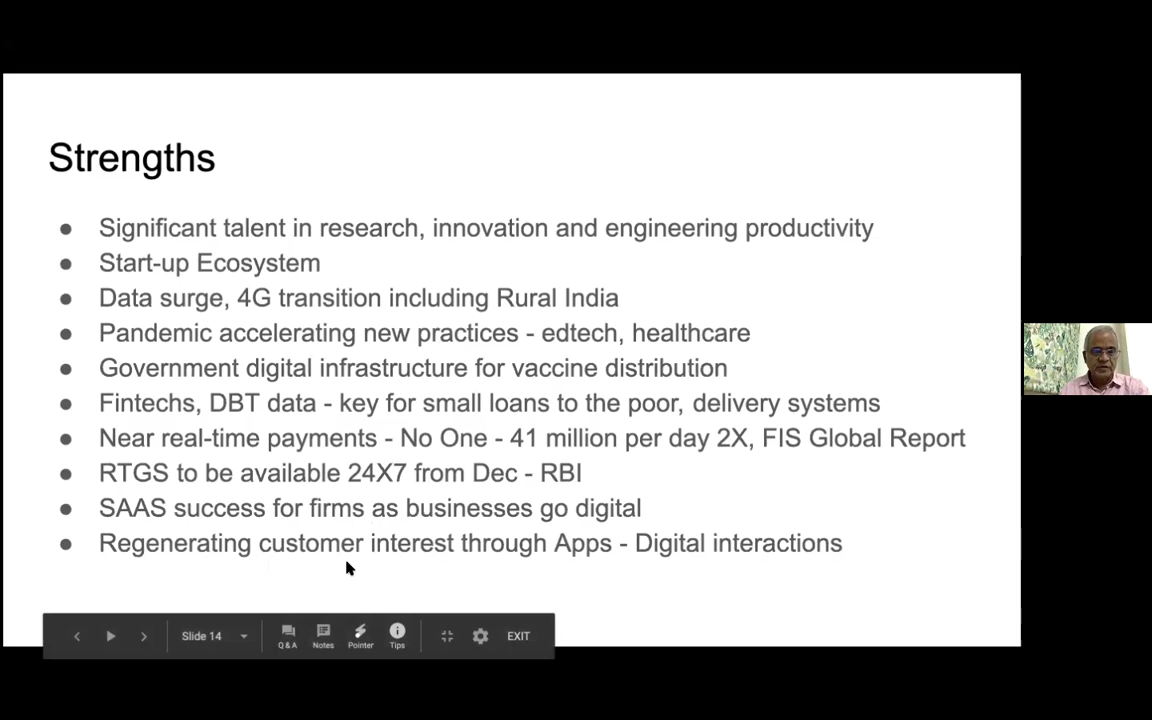 Strengths
● Significant talent in research, innovation and engineering productivity
● Start-up Ecosystem
● Data surge, 4G transition including Rural India
● Pandemic accelerating new practices - edtech, healthcare
● Government digital infrastructure for vaccine distribution
● Fintechs, DBT data - key for small loans to the poor, delivery systems
● Near real-time payments - No One - 41 million per day 2X, FIS Global Report
● RTGS to be available 24X7 from Dec - RBI
● SAAS success for firms as businesses go digital
● Regenerating customer interest through Apps - Digital interactions
Slide 14 Q & A Notes Pointer Tips EXIT